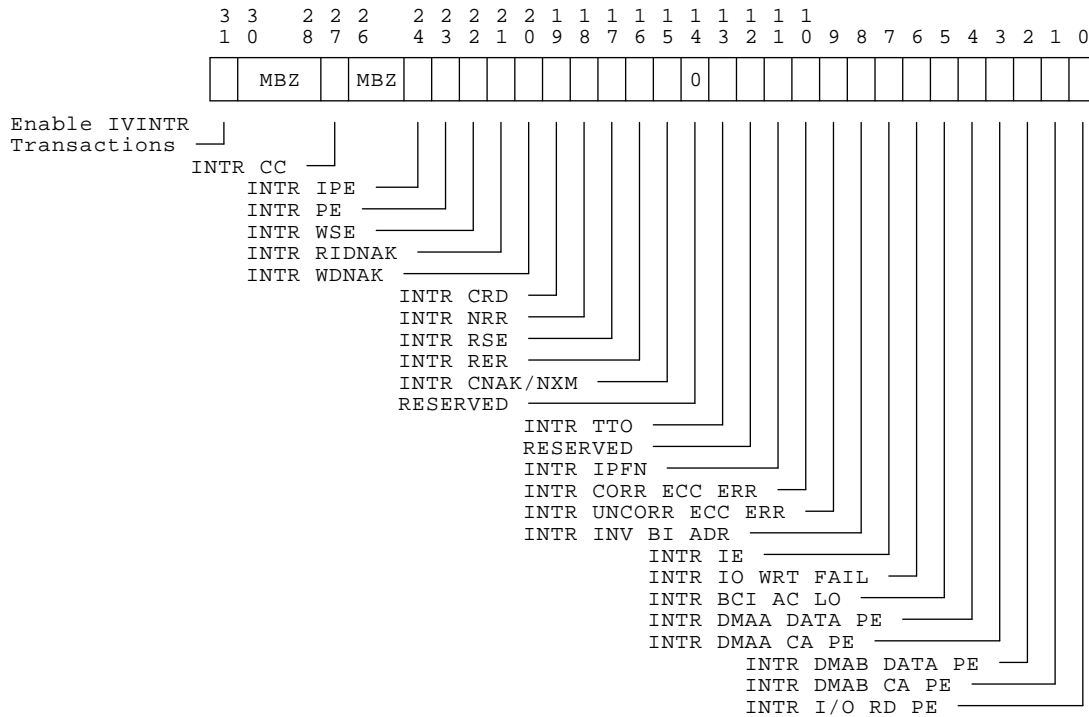 3 3 2 2 2 2 2 2 2 2 1 1 1 1 1 1 1 1 1 1
1 0 8 7 6 4 3 2 1 0 9 8 7 6 5 4 3 2 1 0 9 8 7 6 5 4 3 2 1 0
MBZ MBZ 0
Enable IVINTR
Transactions
INTR CC
INTR IPE
INTR PE
INTR WSE
INTR RIDNAK
INTR WDNAK
INTR CRD
INTR NRR
INTR RSE
INTR RER
INTR CNAK/NXM
RESERVED
INTR TTO
RESERVED
INTR IPFN
INTR CORR ECC ERR
INTR UNCORR ECC ERR
INTR INV BI ADR
INTR IE
INTR IO WRT FAIL
INTR BCI AC LO
INTR DMAA DATA PE
INTR DMAA CA PE
INTR DMAB DATA PE
INTR DMAB CA PE
INTR I/O RD PE